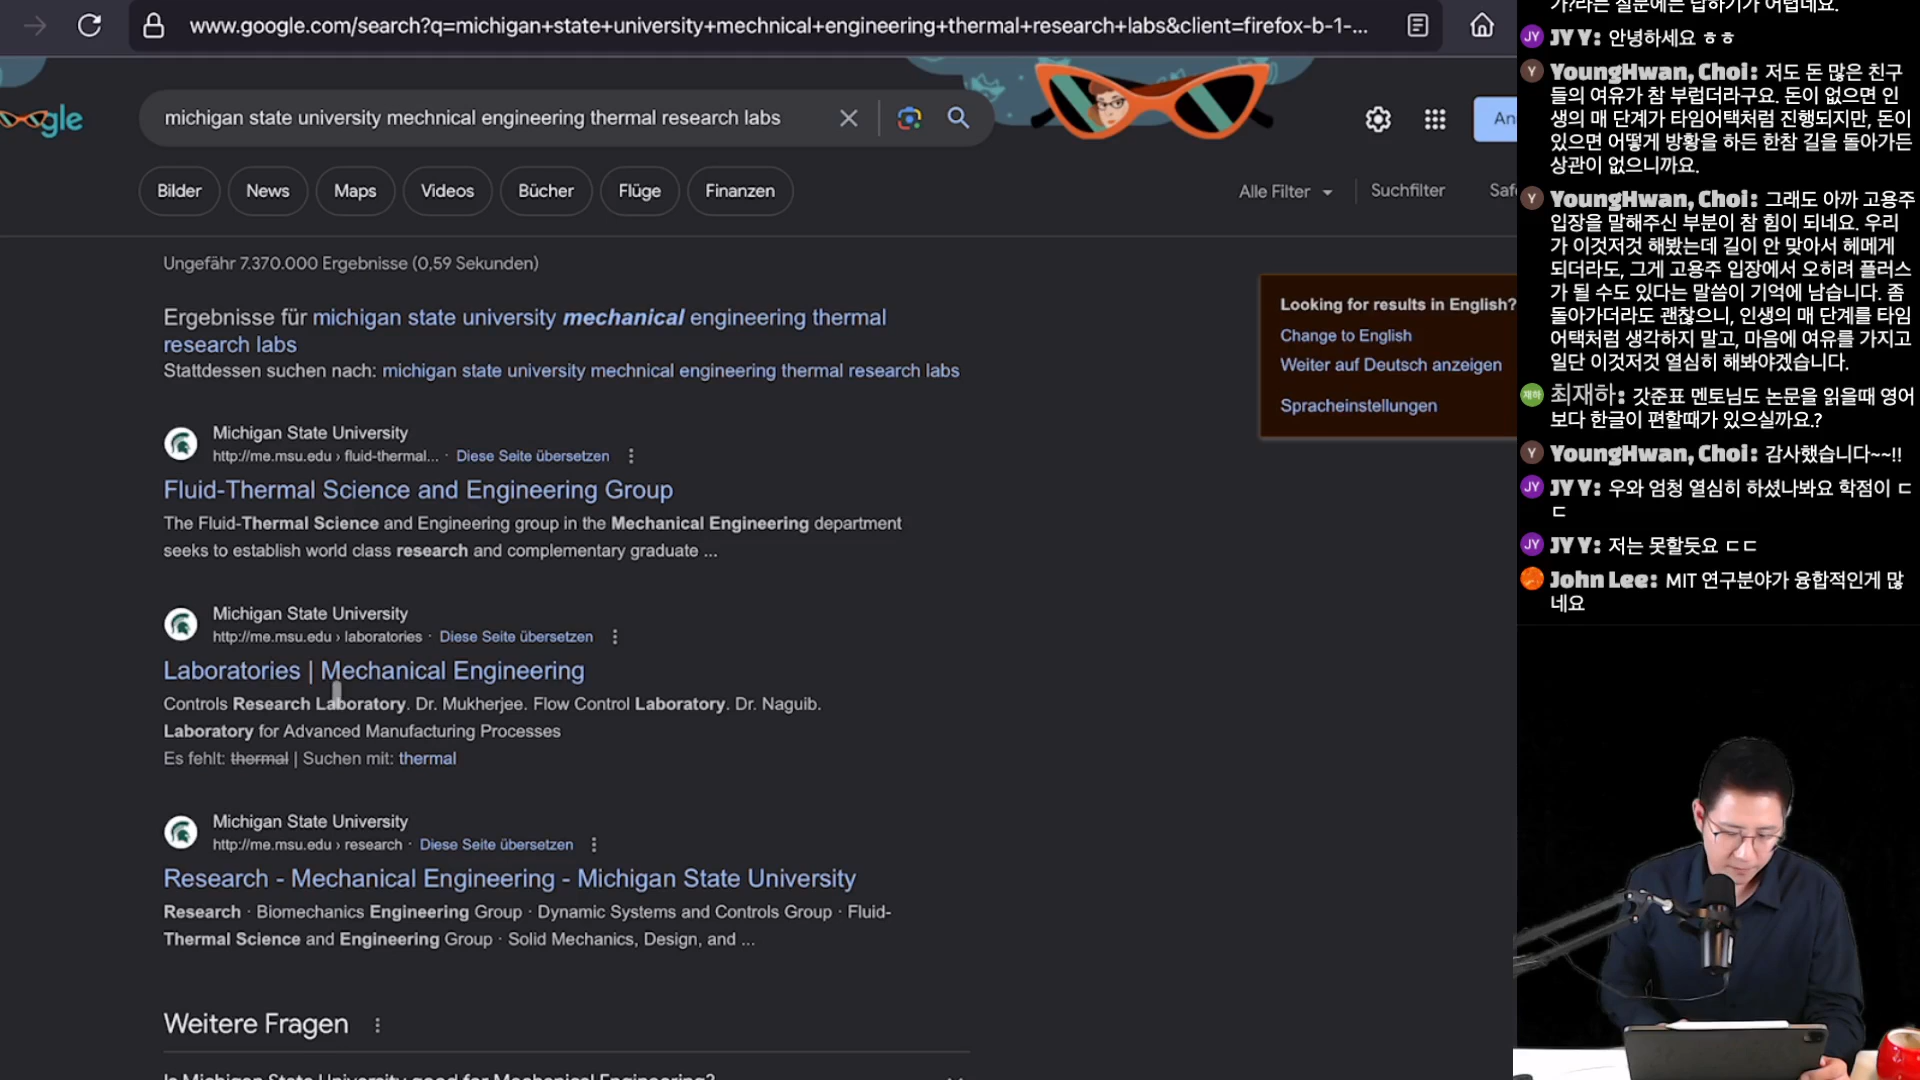 www.google.com/search?q=michigan+state+university+mechnical+engineering+thermal+research+labs&client=firefox-b-1-...
gle
michigan state university mechnical engineering thermal research labs
Bilder
News
Maps
Videos
Bücher
Flüge
Finanzen
Alle Filter
Suchfilter
Ungefähr 7.370.000 Ergebnisse (0,59 Sekunden)
Ergebnisse für michigan state university mechanical engineering thermal
research labs
Stattdessen suchen nach: michigan state university mechnical engineering thermal research labs
Looking for results in English?
Change to English
Weiter auf Deutsch anzeigen
Spracheinstellungen
Michigan State University
http://me.msu.edu › fluid-thermal... · Diese Seite übersetzen
Fluid-Thermal Science and Engineering Group
The Fluid-Thermal Science and Engineering group in the Mechanical Engineering department
seeks to establish world class research and complementary graduate ...
Michigan State University
http://me.msu.edu › laboratories · Diese Seite übersetzen
Laboratories | Mechanical Engineering
Controls Research Laboratory. Dr. Mukherjee. Flow Control Laboratory. Dr. Naguib.
Laboratory for Advanced Manufacturing Processes
Es fehlt: thermal | Suchen mit: thermal
Michigan State University
http://me.msu.edu › research · Diese Seite übersetzen
Research - Mechanical Engineering - Michigan State University
Research · Biomechanics Engineering Group · Dynamic Systems and Controls Group · Fluid-
Thermal Science and Engineering Group · Solid Mechanics, Design, and ...
Weitere Fragen
Is Michigan State University good for Mechanical Engineering?
JY JY Y: 안녕하세요 ㅎㅎ
Y YoungHwan, Choi: 저도 돈 많은 친구
들의 여유가 참 부럽더라구요. 돈이 없으면 인
생의 매 단계가 타임어택처럼 진행되지만, 돈이
있으면 어떻게 방황을 하든 한참 길을 돌아가든
상관이 없으니까요.
Y YoungHwan, Choi: 그래도 아까 고용주
입장을 말해주신 부분이 참 힘이 되네요. 우리
가 이것저것 해봤는데 길이 안 맞아서 헤메게
되더라도, 그게 고용주 입장에서 오히려 플러스
가 될 수도 있다는 말씀이 기억에 남습니다. 좀
돌아가더라도 괜찮으니, 인생의 매 단계를 타임
어택처럼 생각하지 말고, 마음에 여유를 가지고
일단 이것저것 열심히 해봐야겠습니다.
재하 최재하: 갓준표 멘토님도 논문을 읽을때 영어
보다 한글이 편할때가 있으실까요.?
Y YoungHwan, Choi: 감사했습니다~~!!
JY JY Y: 우와 엄청 열심히 하셨나봐요 학점이 ㄷ
ㄷ
JY JY Y: 저는 못할듯요 ㄷㄷ
John Lee: MIT 연구분야가 융합적인게 많
네요